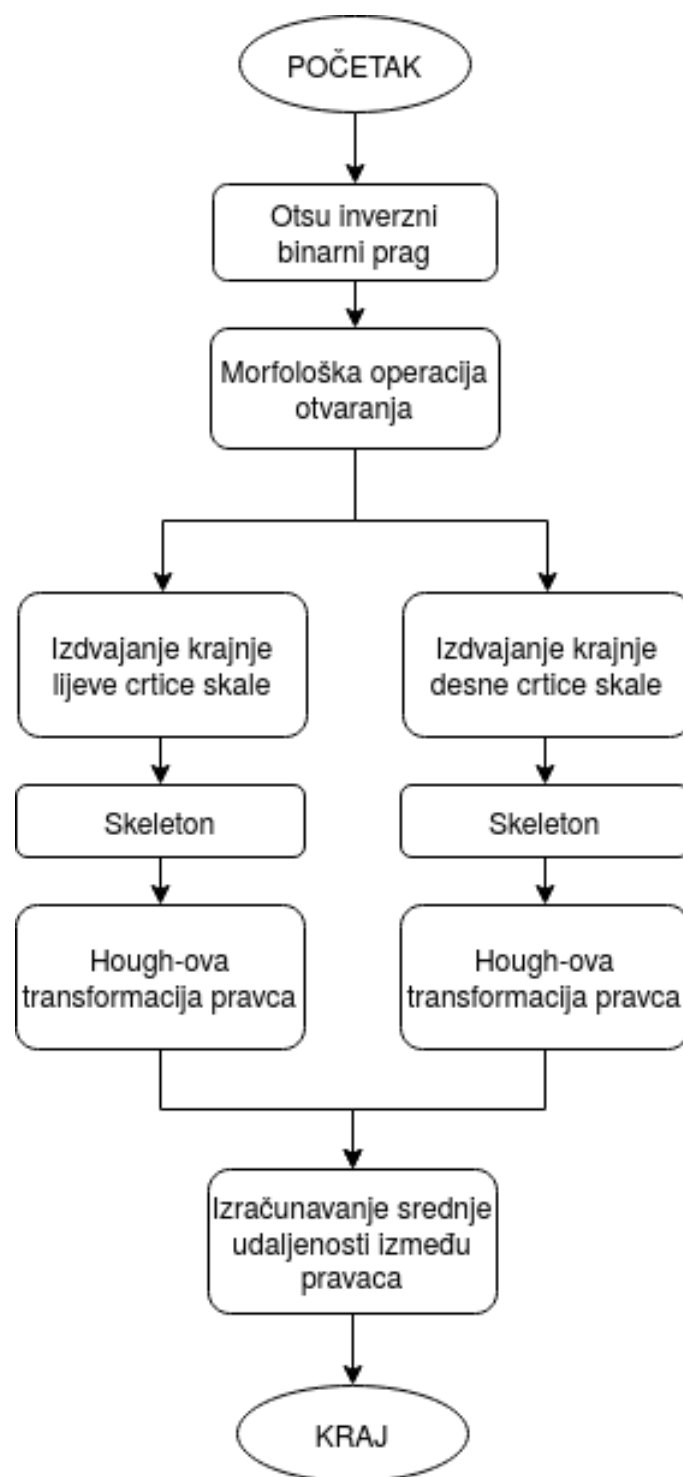 POČETAK
Otsu inverzni
binarni prag
Morfološka operacija
otvaranja
Izdvajanje krajnje
lijeve crtice skale
Izdvajanje krajnje
desne crtice skale
Skeleton
Skeleton
Hough-ova
transformacija pravca
Hough-ova
transformacija pravca
Izračunavanje srednje
udaljenosti između
pravaca
KRAJ